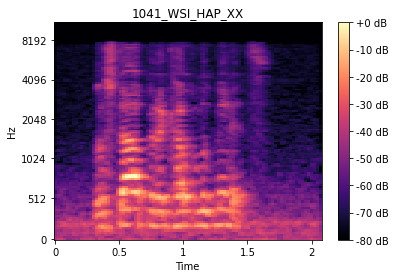 1041_WSI_HAP_XX
8192
4096
2048
1024
512
0
Hz
0
0.5
1
1.5
2
Time
+0 dB
-10 dB
-20 dB
-30 dB
-40 dB
-50 dB
-60 dB
-70 dB
-80 dB